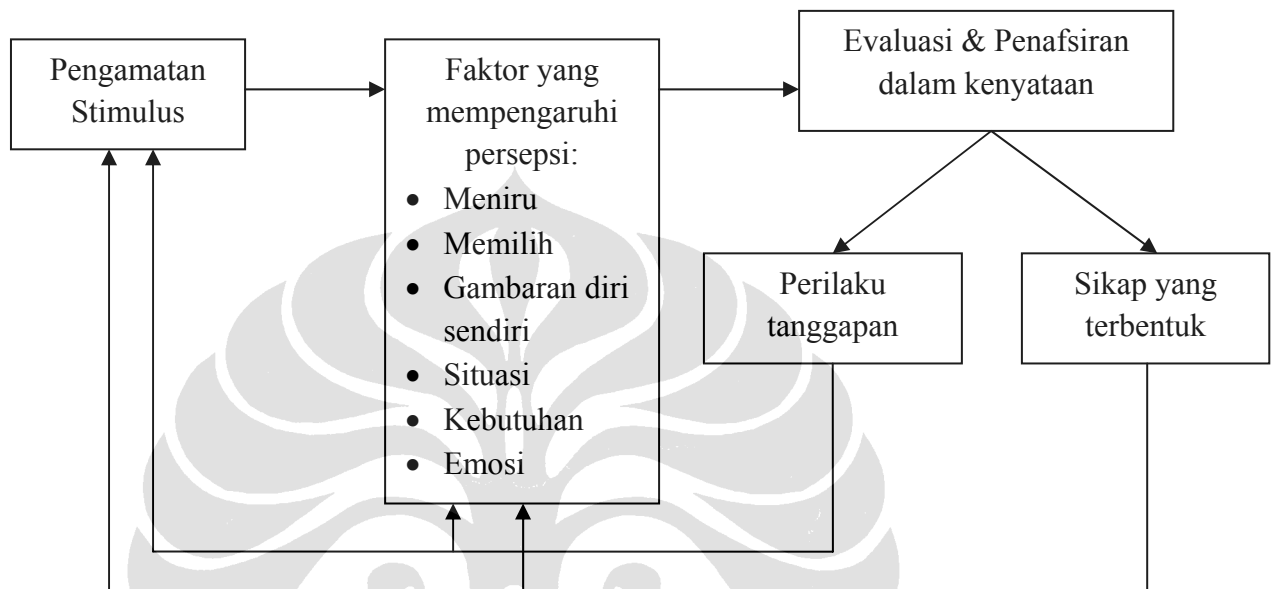 Pengamatan
Stimulus
Faktor yang
mempengaruhi
persepsi:
• Meniru
• Memilih
• Gambaran diri
sendiri
• Situasi
• Kebutuhan
• Emosi
Evaluasi & Penafsiran
dalam kenyataan
Perilaku
tanggapan
Sikap yang
terbentuk